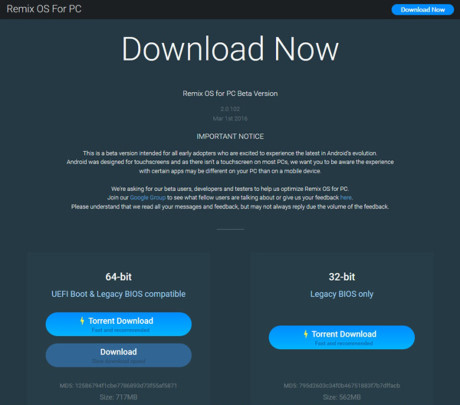 Remix OS For PC
Download Now
Download Now
Remix OS for PC Beta Version
2.0.102
Mar 1st 2016
IMPORTANT NOTICE
This is a beta version intended for all early adopters who are excited to experience the latest in Android's evolution.
Android was designed for touchscreens and as there isn't a touchscreen on most PCs, we want you to be aware the experience
with certain apps may be different on your PC than on a mobile device.
We're asking for our beta users, developers and testers to help us optimize Remix OS for PC.
Join our Google Group to see what fellow users are talking about or give us your feedback here.
Please understand that we read all your messages and feedback, but may not always reply due to the volume of the feedback.
64-bit
UEFI Boot & Legacy BIOS compatible
Torrent Download
Fast and recommended
Download
MD5:
Size: 717MB
32-bit
Legacy BIOS only
Torrent Download
Fast and recommended
MD5:
Size: 562MB